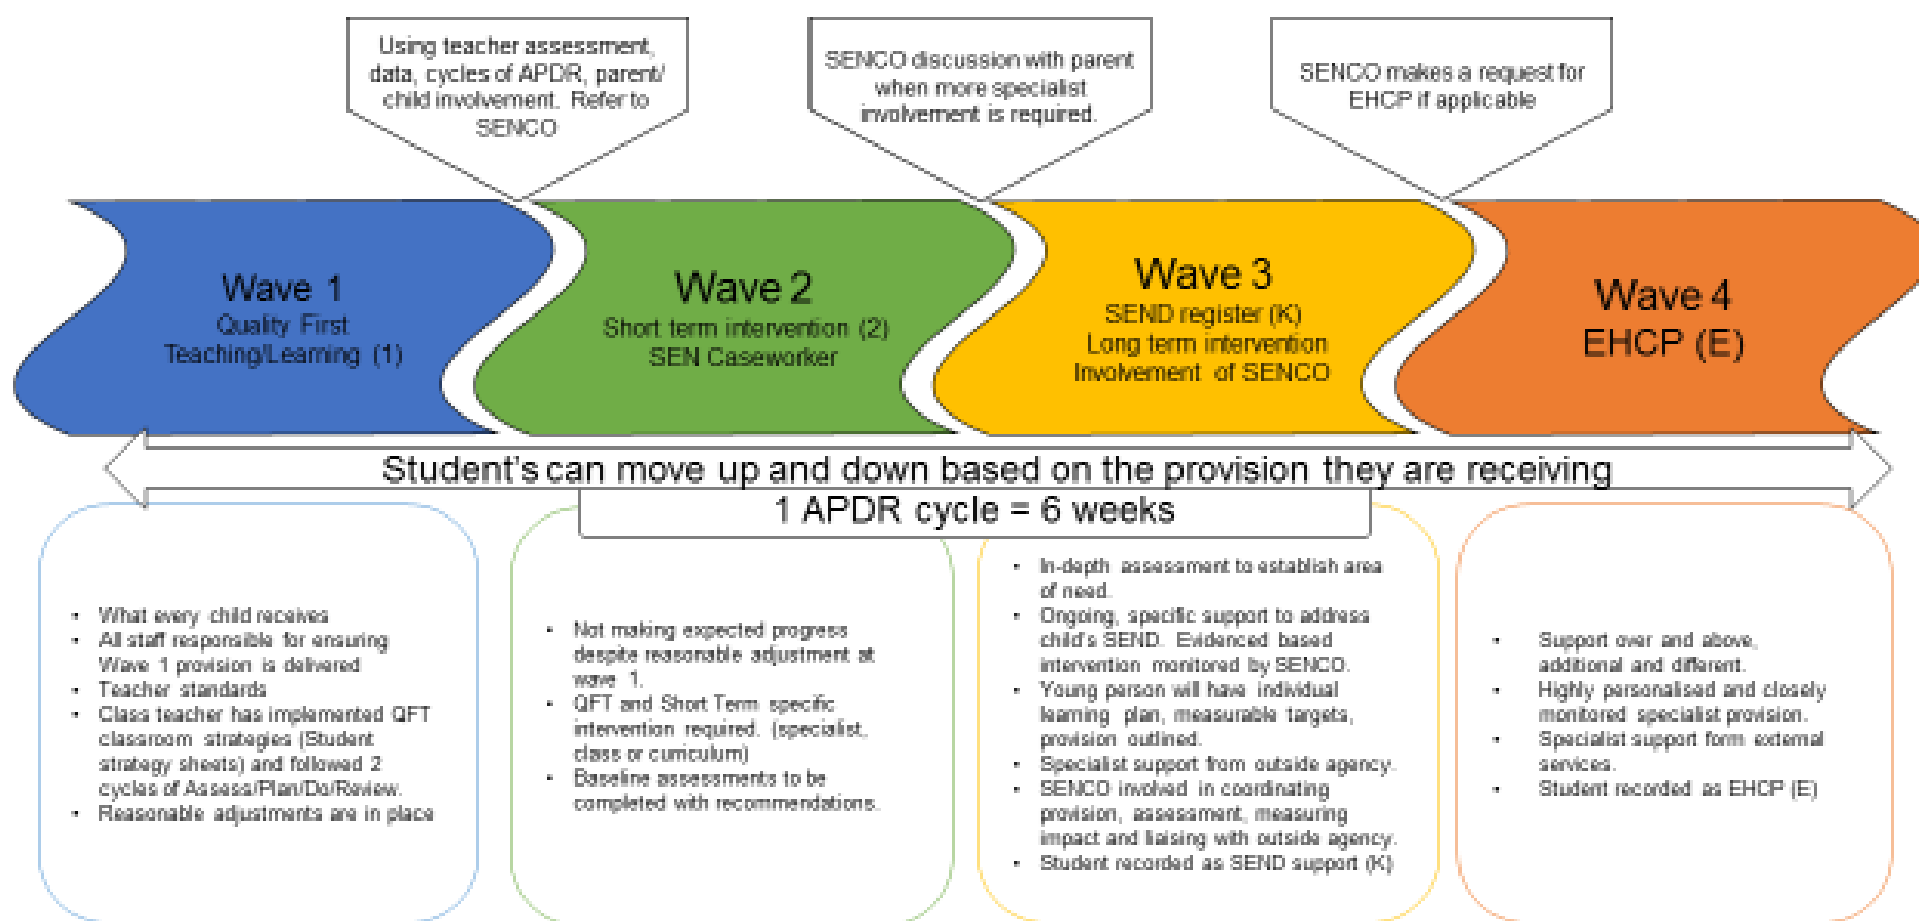 Using teacher assessment,
data, cycles of APDR, parent/
child involvement. Refer to
SENCO
SENCO discussion with parent
when more specialist
involvement is required.
SENCO makes a request for
EHCP if applicable
Wave 1
Quality First
Teaching/Learning (1)
Wave 2
Short term intervention (2)
SEN Caseworker
Wave 3
SEND register (K)
Long term intervention
Involvement of SENCO
Wave 4
EHCP (E)
Student's can move up and down based on the provision they are receiving
1 APDR cycle = 6 weeks
• What every child receives
• All staff responsible for ensuring
Wave 1 provision is delivered
• Teacher standards
• Class teacher has implemented QFT
classroom strategies (Student
strategy sheets) and followed 2
cycles of Assess/Plan/Do/Review.
• Reasonable adjustments are in place
• Not making expected progress
despite reasonable adjustment at
wave 1.
• QFT and Short Term specific
intervention required. (specialist,
class or curriculum)
• Baseline assessments to be
completed with recommendations.
• In-depth assessment to establish area
of need.
• Ongoing, specific support to address
child's SEND. Evidenced based
intervention monitored by SENCO.
• Young person will have individual
learning plan, measurable targets,
provision outlined.
• Specialist support from outside agency.
• SENCO involved in coordinating
provision, assessment, measuring
impact and liaising with outside agency.
• Student recorded as SEND support (K)
• Support over and above,
additional and different.
• Highly personalised and closely
monitored specialist provision.
• Specialist support form external
services.
• Student recorded as EHCP (E)